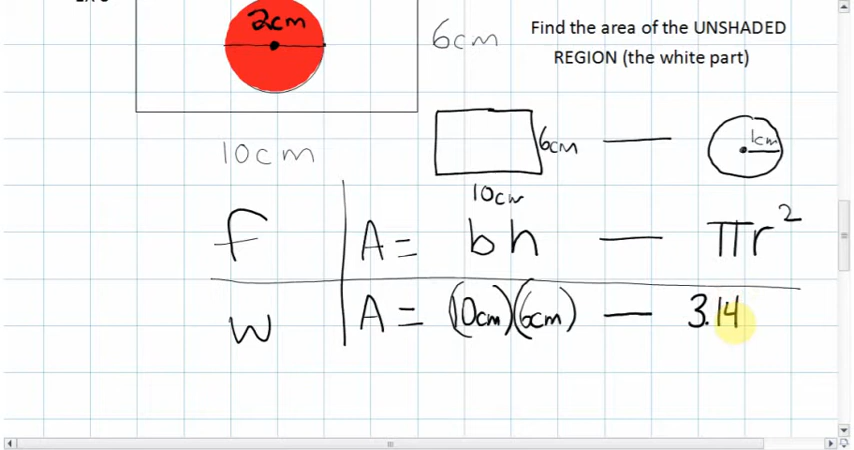 2cm
6cm
Find the area of the UNSHADED
REGION (the white part)
10cm
6cm — 1cm
10cm
f A = bh — πr²
w A = (10cm)(6cm) — 3.14